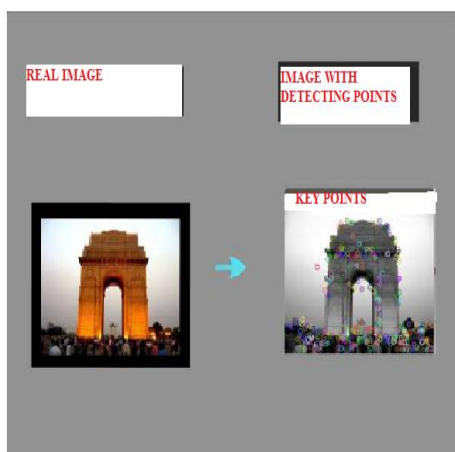 REAL IMAGE
IMAGE WITH
DETECTING POINTS
KEY POINTS